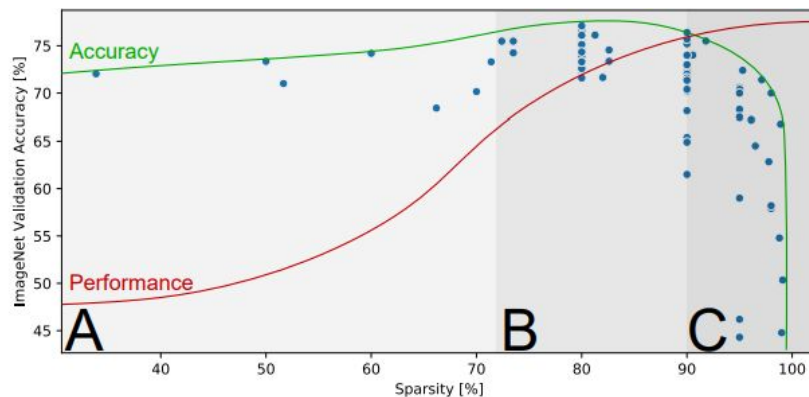 ImageNet Validation Accuracy [%]
75
70
65
60
55
50
45
Accuracy
Performance
A
B
C
40
50
60
70
80
90
100
Sparsity [%]